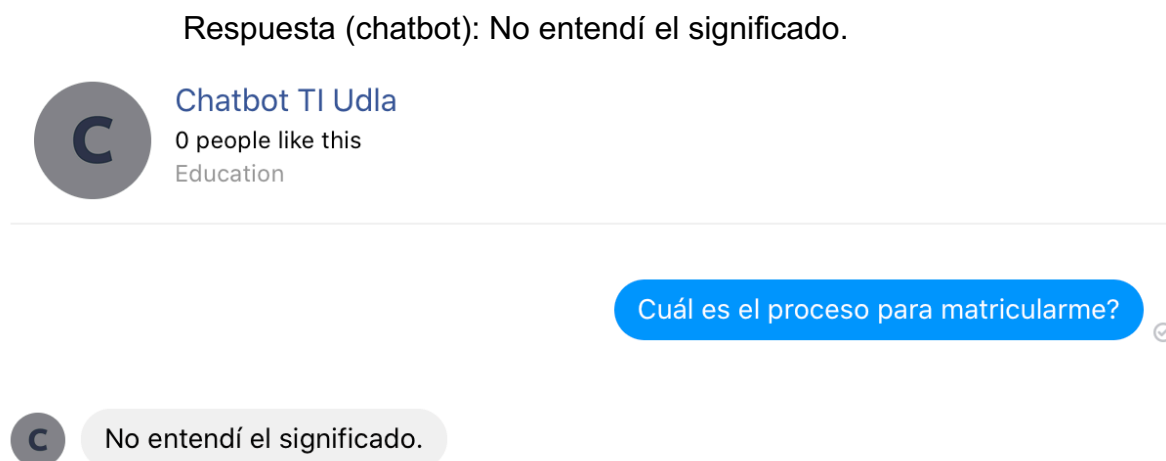 Respuesta (chatbot): No entendí el significado.
C
Chatbot TI Udla
0 people like this
Education
Cuál es el proceso para matricularme?
C
No entendí el significado.